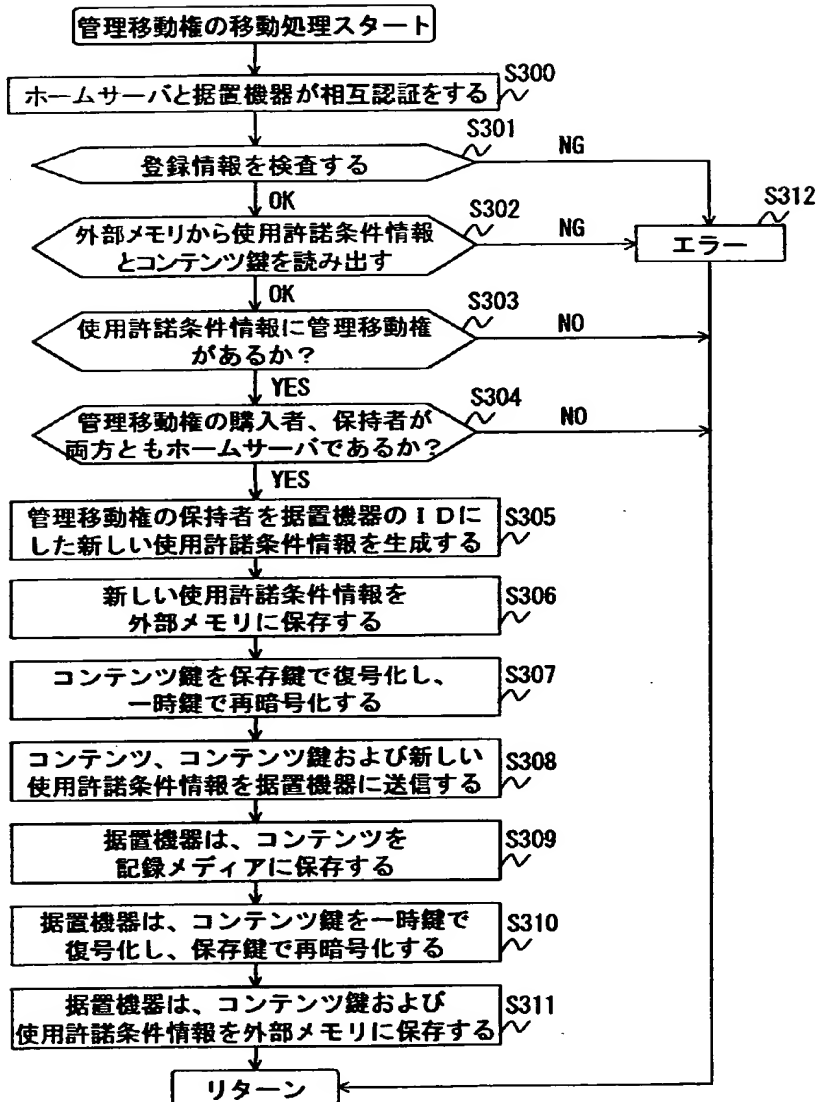 管理移動権の移動処理スタート
S300
ホームサーバと据置機器が相互認証をする
S301
登録情報を検査する
NG
OK
S302
S312
外部メモリから使用許諾条件情報
とコンテンツ鍵を読み出す
NG
エラー
OK
S303
使用許諾条件情報に管理移動権
があるか?
NO
YES
S304
管理移動権の購入者、保持者が
両方ともホームサーバであるか?
NO
YES
管理移動権の保持者を据置機器のIDに
した新しい使用許諾条件情報を生成する
S305
新しい使用許諾条件情報を
外部メモリに保存する
S306
コンテンツ鍵を保存鍵で復号化し、
一時鍵で再暗号化する
S307
コンテンツ、コンテンツ鍵および新しい
使用許諾条件情報を据置機器に送信する
S308
据置機器は、コンテンツを
記録メディアに保存する
S309
据置機器は、コンテンツ鍵を一時鍵で
復号化し、保存鍵で再暗号化する
S310
据置機器は、コンテンツ鍵および
使用許諾条件情報を外部メモリに保存する
S311
リターン